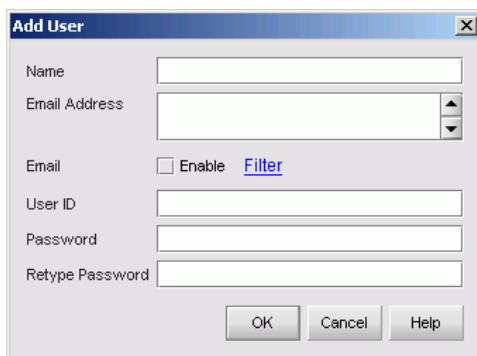 Add User
Name
Email Address
Email Enable Filter
User ID
Password
Retype Password
OK Cancel Help